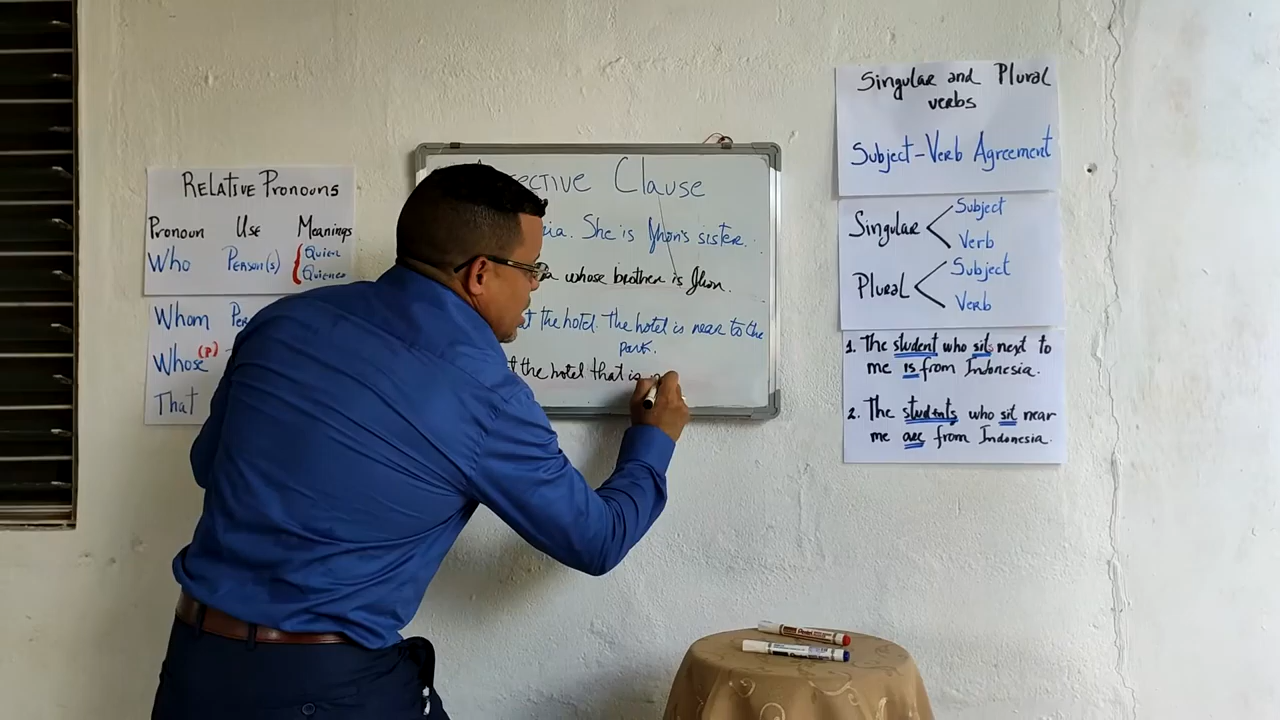 RELATIVE PRONOUNS
Pronoun Use Meanings
Who Person(s) Quien
Quienes
Whom
Whose (P)
That
Clause
She is Jhon's sister.
whose brother is Jhon.
at the hotel. The hotel is near to the
park.
the hotel that is
Singular and Plural
verbs
Subject-Verb Agreement
Singular Subject
Verb
Plural Subject
Verb
1. The student who sits next to
me is from Indonesia.
2. The students who sit near
me are from Indonesia.
Pentel